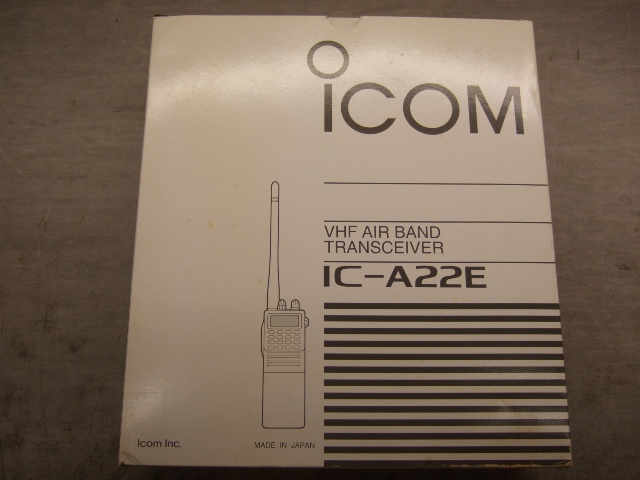 ICOM
VHF AIR BAND
TRANSCEIVER
IC-A22E
Icom Inc.
MADE IN JAPAN